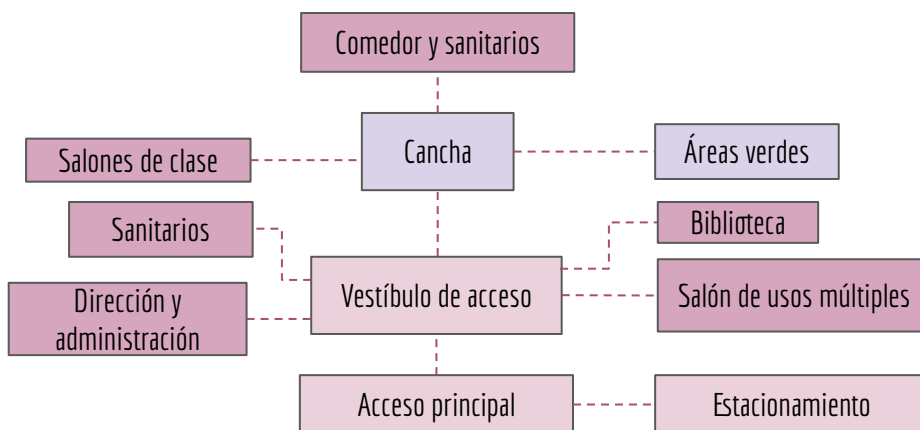 Comedor y sanitarios
Cancha
Áreas verdes
Salones de clase
Sanitarios
Biblioteca
Vestíbulo de acceso
Salón de usos múltiples
Dirección y
administración
Acceso principal
Estacionamiento